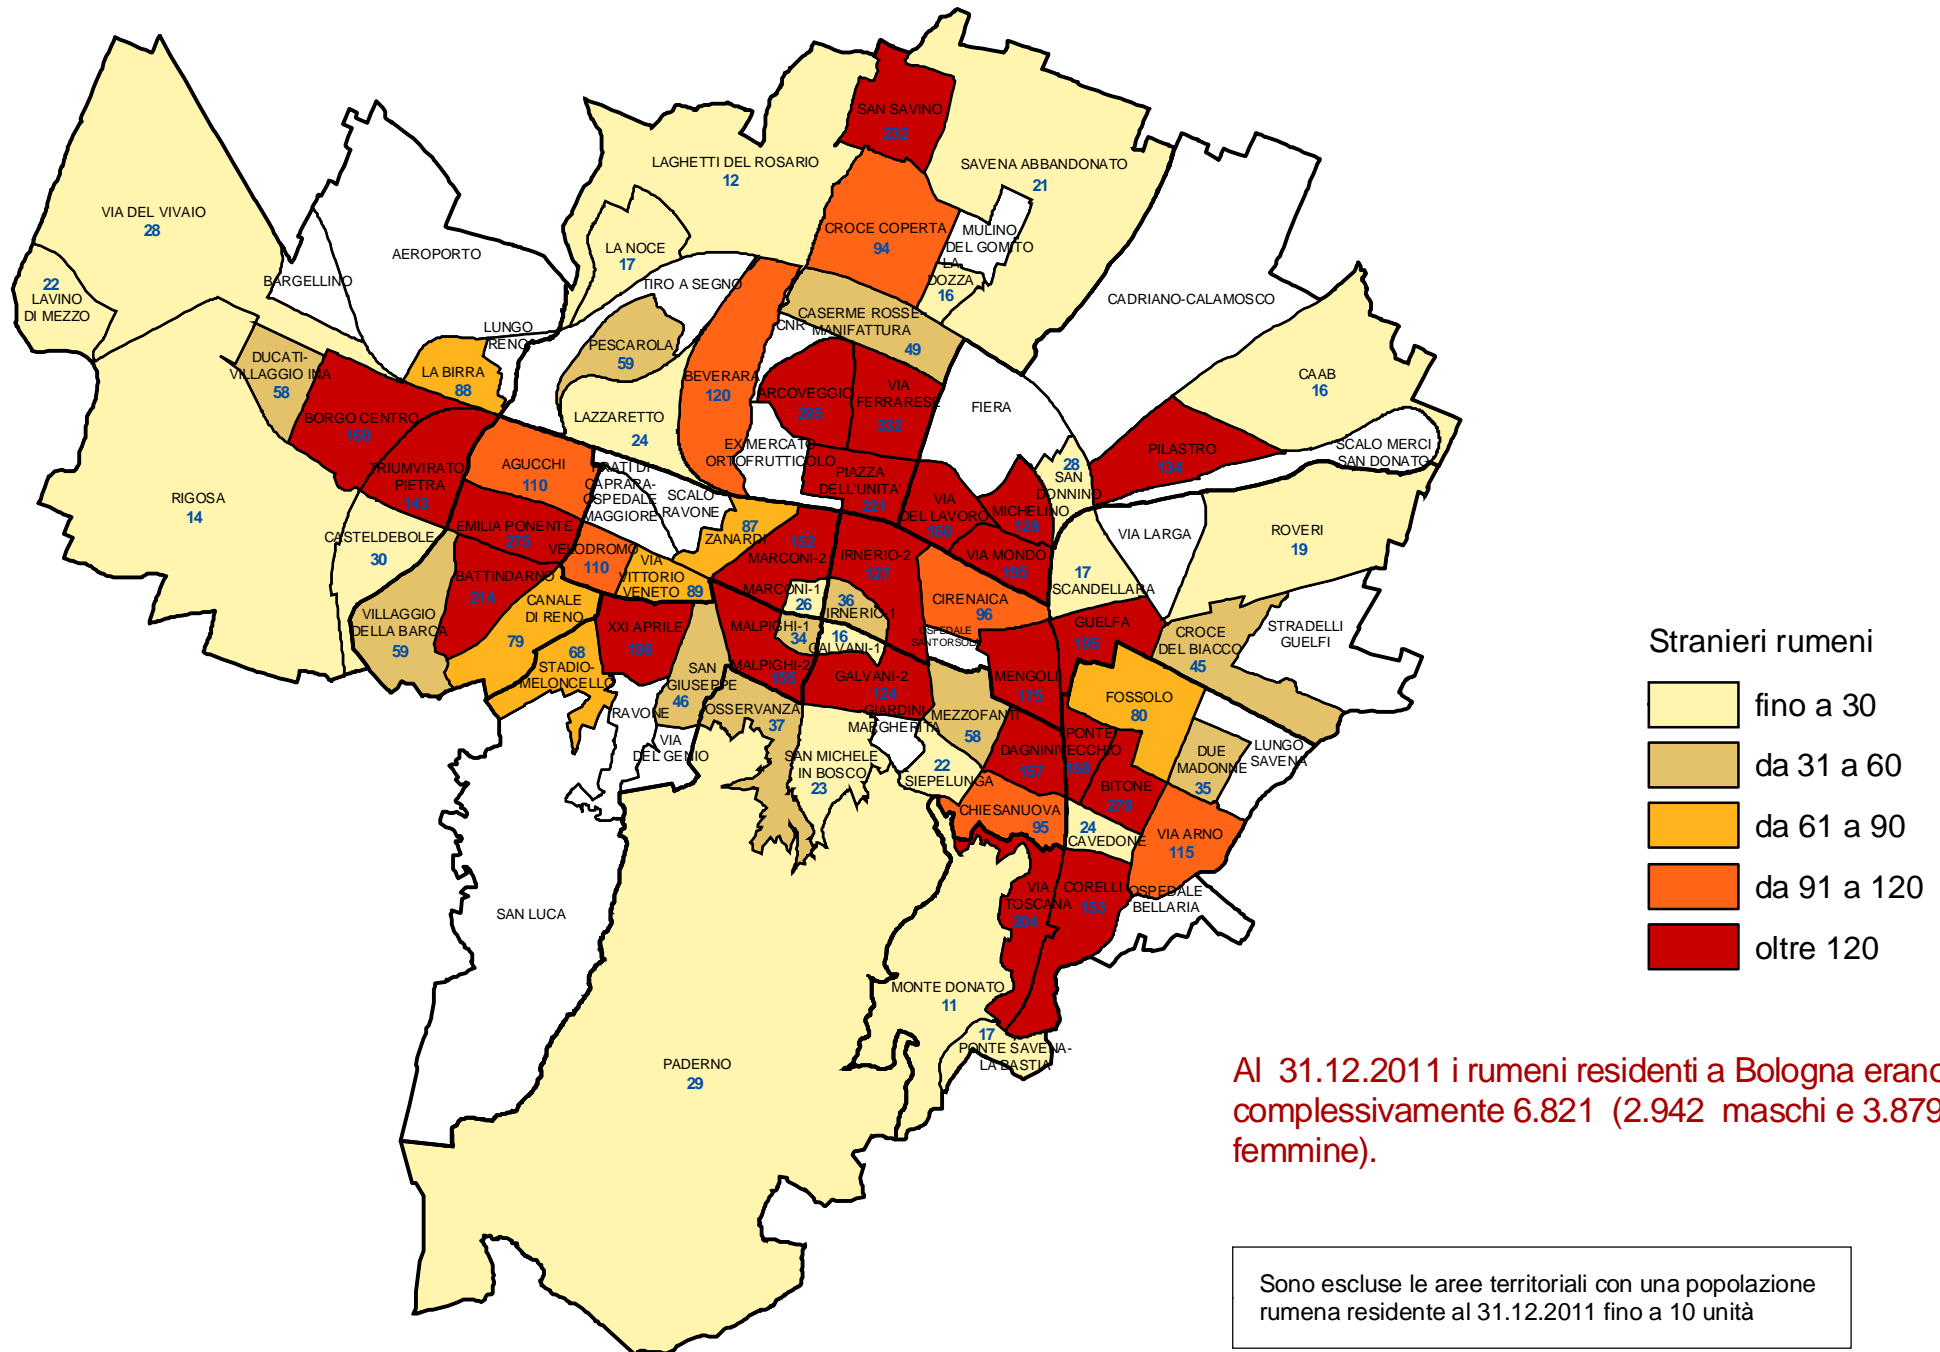 SAN SAVINO
232
LAGHETTI DEL ROSARIO
12
SAVENA ABBANDONATO
21
VIA DEL VIVAIO
28
CROCE COPERTA
94
MULINO
DEL GOMITO
LA NOCE
17
AEROPORTO
BARGELLINO
22
LAVINO
DI MEZZO
TIRO A SEGNO
LA
DOZZA
16
CADRIANO-CALAMOSCO
CASERME ROSSE-
MANIFATTURA
49
CNR
LUNGO
RENO
PESCAROLA
59
DUCATI-
VILLAGGIO INA
58
LA BIRRA
88
BEVERARA
120
ARCOVEGGIO
295
VIA
FERRARESE
332
FIERA
CAAB
16
BORGO CENTRO
160
LAZZARETTO
24
EX MERCATO
ORTOFRUTTICOLO
PILASTRO
134
SCALO MERCI
SAN DONATO
TRIUMVIRATO
PIETRA
143
AGUCCHI
110
PRATI DI
CAPRARA-
OSPEDALE
MAGGIORE
SCALO
RAVONE
PIAZZA
DELL'UNITA'
221
VIA
DEL LAVORO
160
MICHELINO
128
28
SAN
DONNINO
RIGOSA
14
CASTELDEBOLE
30
EMILIA PONENTE
275
VELODROMO
110
87
ZANARDI
152
MARCONI-2
IRNERIO-2
127
VIA MONDO
195
VIA LARGA
ROVERI
19
BATTINDARNO
214
VIA
VITTORIO
VENETO
89
MARCONI-1
26
36
IRNERIO-1
CIRENAICA
96
17
SCANDELLARA
VILLAGGIO
DELLA BARCA
59
CANALE
DI RENO
79
XXI APRILE
198
MALPIGHI-1
34
16
GALVANI-1
OSPEDALE
SANTORSOLA
GUELFA
195
CROCE
DEL BIACCO
45
STRADELLI
GUELFI
68
STADIO-
MELONCELLO
SAN
GIUSEPPE
46
MALPIGHI-2
155
GALVANI-2
124
GIARDINI
MARGHERITA
MENGOLI
175
FOSSOLO
80
RAVONE
OSSERVANZA
37
MEZZOFANTI
58
VIA
DEL GENIO
SAN MICHELE
IN BOSCO
23
22
SIEPELUNGA
DAGNINI
157
PONTE
VECCHIO
168
DUE
MADONNE
35
LUNGO
SAVENA
BITONE
279
CHIESANUOVA
95
24
CAVEDONE
VIA ARNO
115
SAN LUCA
VIA
TOSCANA
204
CORELLI
153
OSPEDALE
BELLARIA
MONTE DONATO
11
17
PONTE SAVENA-
LA BASTIA
PADERNO
29
Stranieri rumeni
fino a 30
da 31 a 60
da 61 a 90
da 91 a 120
oltre 120
Al 31.12.2011 i rumeni residenti a Bologna erano
complessivamente 6.821 (2.942 maschi e 3.879
femmine).
Sono escluse le aree territoriali con una popolazione
rumena residente al 31.12.2011 fino a 10 unità